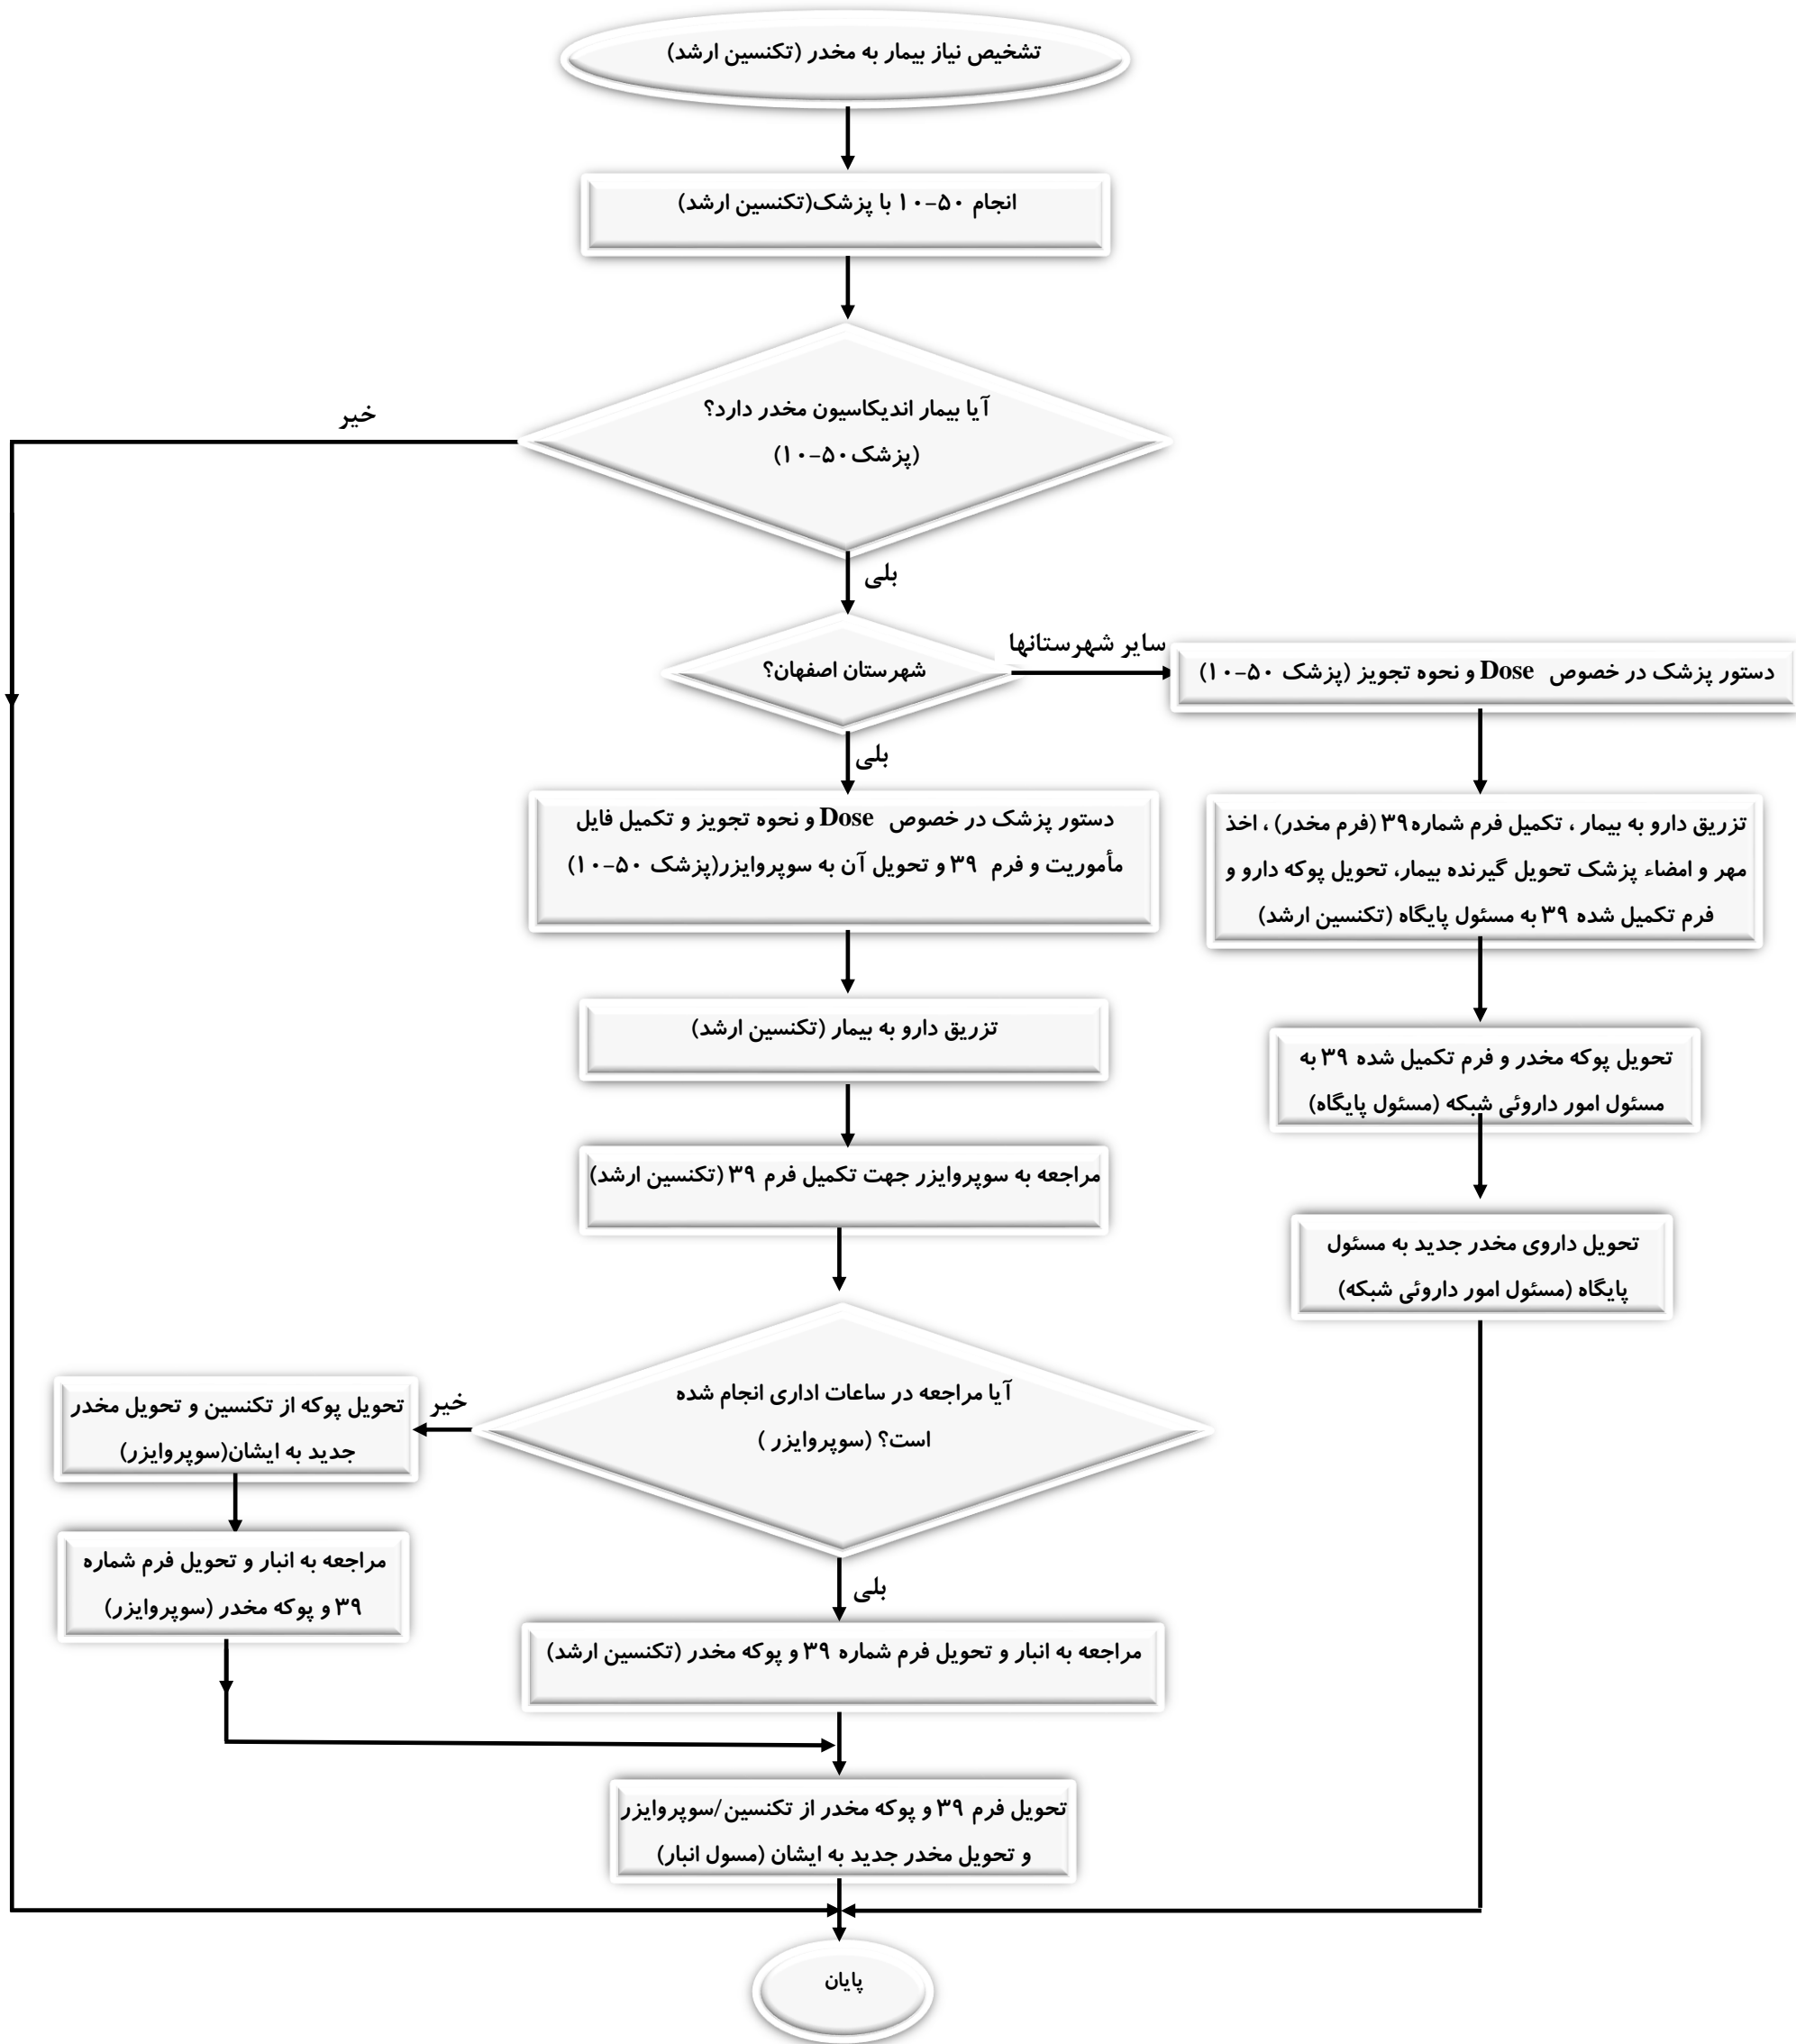 تشخیص نیاز بیمار به مخدر (تکنسین ارشد)
انجام ۵۰-۱۰ با پزشک(تکنسین ارشد)
آیا بیمار اندیکاسیون مخدر دارد؟
(پزشک۵۰-۱۰)
خیر
بلی
شهرستان اصفهان؟
سایر شهرستانها
دستور پزشک در خصوص Dose و نحوه تجویز (پزشک ۵۰-۱۰)
تزریق دارو به بیمار ، تکمیل فرم شماره۳۹ (فرم مخدر) ، اخذ
مهر و امضاء پزشک تحویل گیرنده بیمار، تحویل پوکه دارو و
فرم تکمیل شده ۳۹ به مسئول پایگاه (تکنسین ارشد)
تحویل پوکه مخدر و فرم تکمیل شده ۳۹ به
مسئول امور داروئی شبکه (مسئول پایگاه)
تحویل داروی مخدر جدید به مسئول
پایگاه (مسئول امور داروئی شبکه)
بلی
دستور پزشک در خصوص Dose و نحوه تجویز و تکمیل فایل
مأموریت و فرم ۳۹ و تحویل آن به سوپروایزر(پزشک ۵۰-۱۰)
تزریق دارو به بیمار (تکنسین ارشد)
مراجعه به سوپروایزر جهت تکمیل فرم ۳۹ (تکنسین ارشد)
آیا مراجعه در ساعات اداری انجام شده
است؟ (سوپروایزر )
خیر
تحویل پوکه از تکنسین و تحویل مخدر
جدید به ایشان(سوپروایزر)
مراجعه به انبار و تحویل فرم شماره
۳۹ و پوکه مخدر (سوپروایزر)
بلی
مراجعه به انبار و تحویل فرم شماره ۳۹ و پوکه مخدر (تکنسین ارشد)
تحویل فرم ۳۹ و پوکه مخدر از تکنسین/سوپروایزر
و تحویل مخدر جدید به ایشان (مسول انبار)
پایان